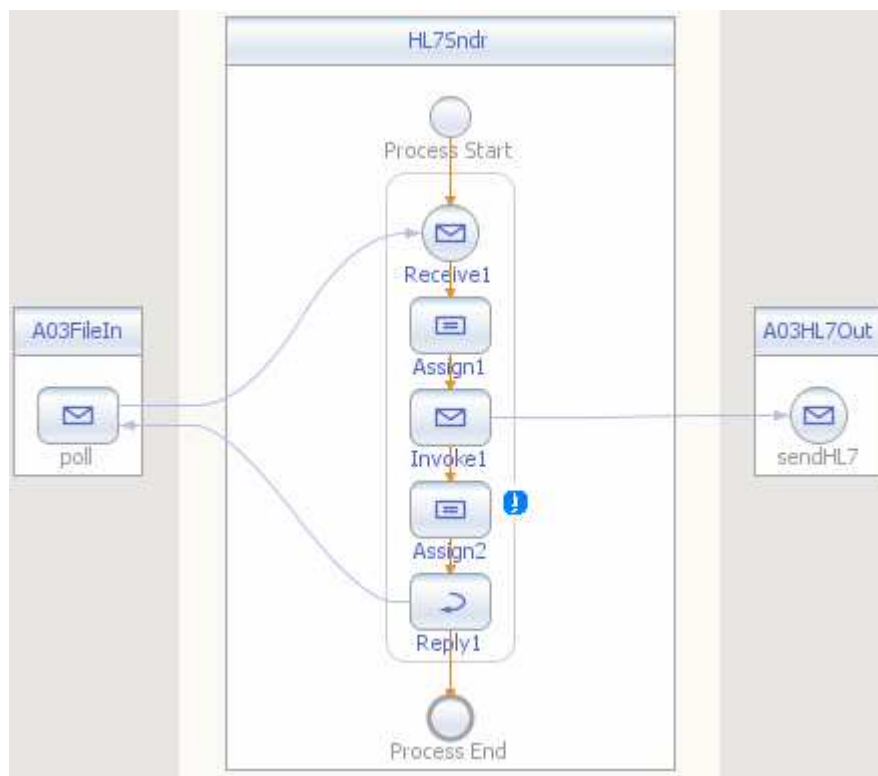 HL7Sndr
Process Start
Receive1
A03FileIn
A03HL7Out
Assign1
poll
Invoke1
sendHL7
Assign2
Reply1
Process End